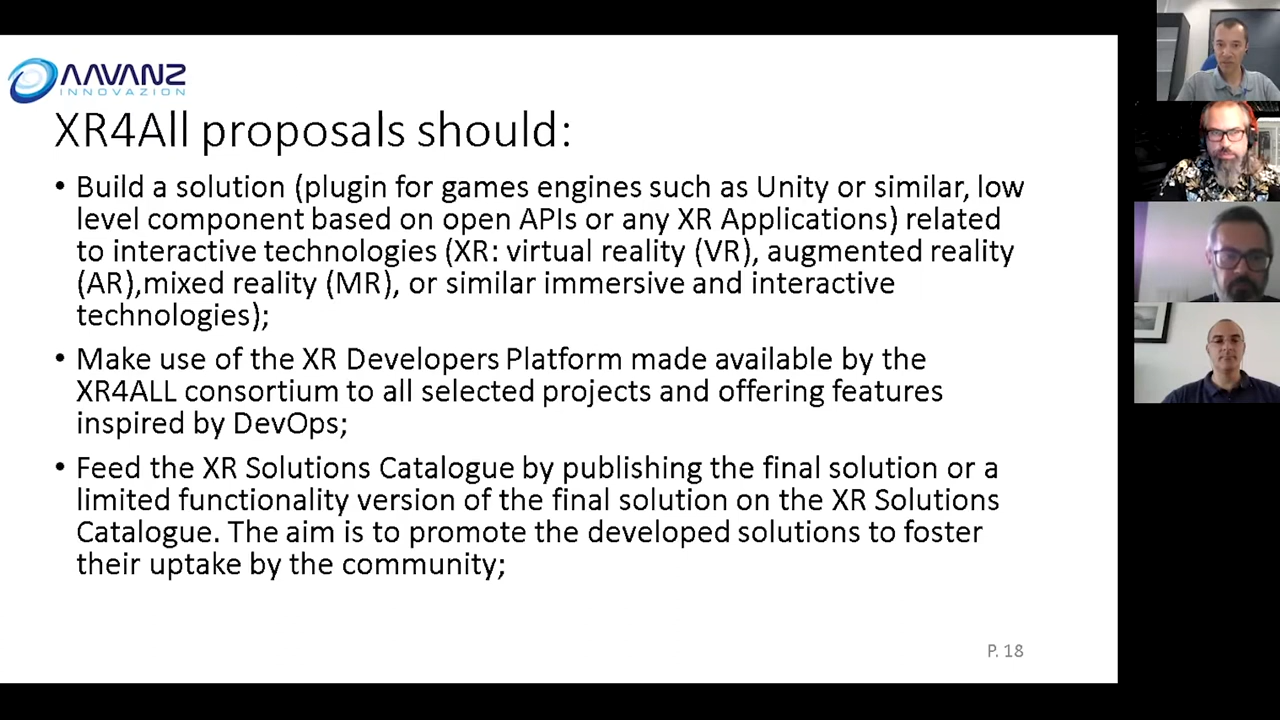 AAVANZ
INNOVAZION
XR4All proposals should:
• Build a solution (plugin for games engines such as Unity or similar, low
level component based on open APIs or any XR Applications) related
to interactive technologies (XR: virtual reality (VR), augmented reality
(AR),mixed reality (MR), or similar immersive and interactive
technologies);
• Make use of the XR Developers Platform made available by the
XR4ALL consortium to all selected projects and offering features
inspired by DevOps;
• Feed the XR Solutions Catalogue by publishing the final solution or a
limited functionality version of the final solution on the XR Solutions
Catalogue. The aim is to promote the developed solutions to foster
their uptake by the community;
P. 18